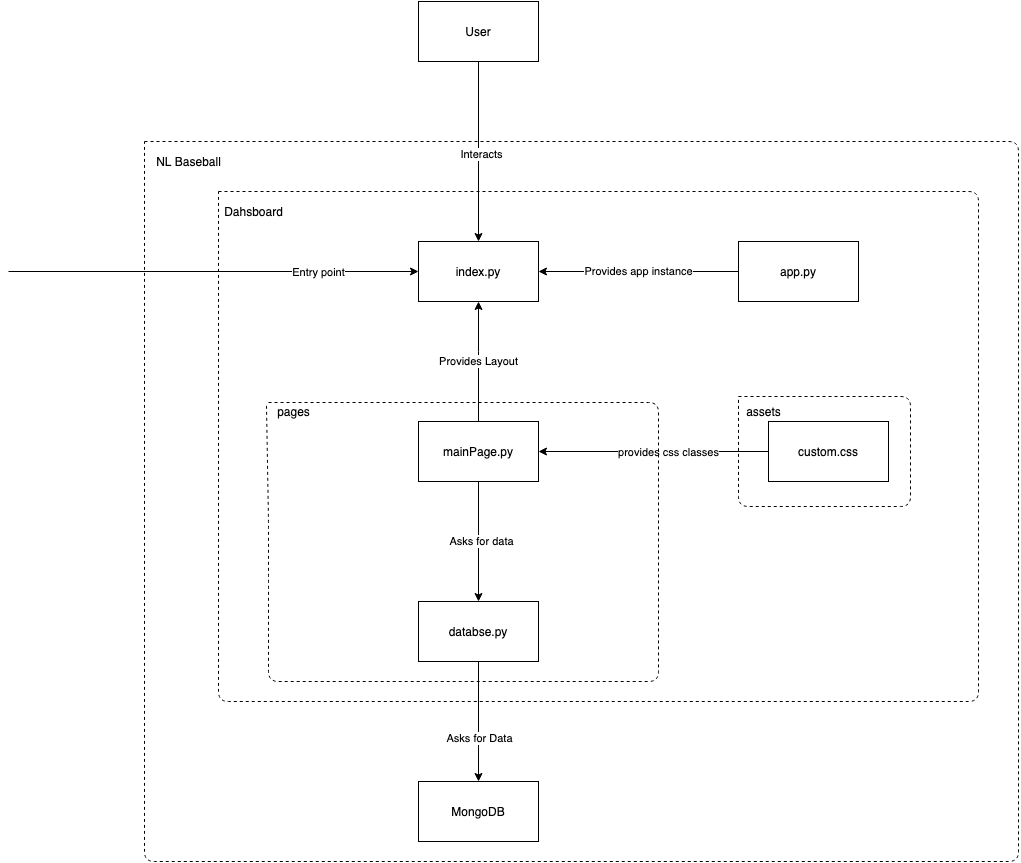 User
Interacts
NL Baseball
Dahsboard
Entry point
index.py
Provides app instance
app.py
Provides Layout
pages
assets
mainPage.py
provides css classes
custom.css
Asks for data
databse.py
Asks for Data
MongoDB